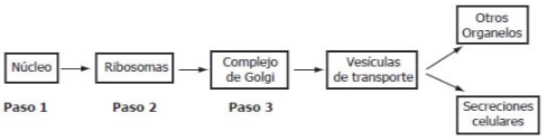 Núcleo
Ribosomas
Complejo
de Golgi
Vesículas
de transporte
Otros
Organelos
Secreciones
celulares
Paso 1
Paso 2
Paso 3